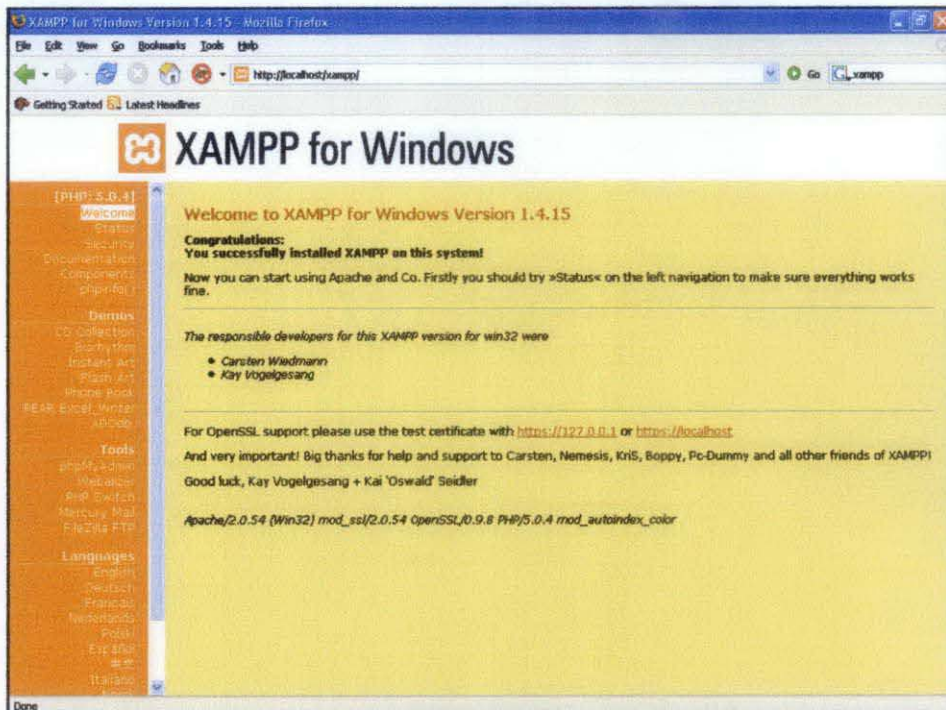 XAMPP for Windows Version 1.4.15 - Mozilla Firefox
File Edit View Go Bookmarks Tools Help
http://localhost/xampp/ Go xampp
Getting Started Latest Headlines
XAMPP for Windows
[PHP: 5.0.4]
Welcome
Status
Security
Documentation
Components
phpinfo()
Demos
CD Collection
Biorhythm
Instant Art
Flash Art
Phone Book
PEAR Excel_Writer
ADOdb
Tools
phpMyAdmin
Webalizer
PHP Switch
Mercury Mail
FileZilla FTP
Languages
English
Deutsch
Francais
Nederlands
Polski
Español
中文
Italiano
Welcome to XAMPP for Windows Version 1.4.15
Congratulations:
You successfully installed XAMPP on this system!
Now you can start using Apache and Co. Firstly you should try »Status« on the left navigation to make sure everything works
fine.
The responsible developers for this XAMPP version for win32 were
• Carsten Wiedmann
• Kay Vogelgesang
For OpenSSL support please use the test certificate with https://127.0.0.1 or https://localhost
And very important! Big thanks for help and support to Carsten, Nemesis, KriS, Boppy, Pc-Dummy and all other friends of XAMPP!
Good luck, Kay Vogelgesang + Kai 'Oswald' Seidler
Apache/2.0.54 (Win32) mod_ssl/2.0.54 OpenSSL/0.9.8 PHP/5.0.4 mod_autoindex_color
Done